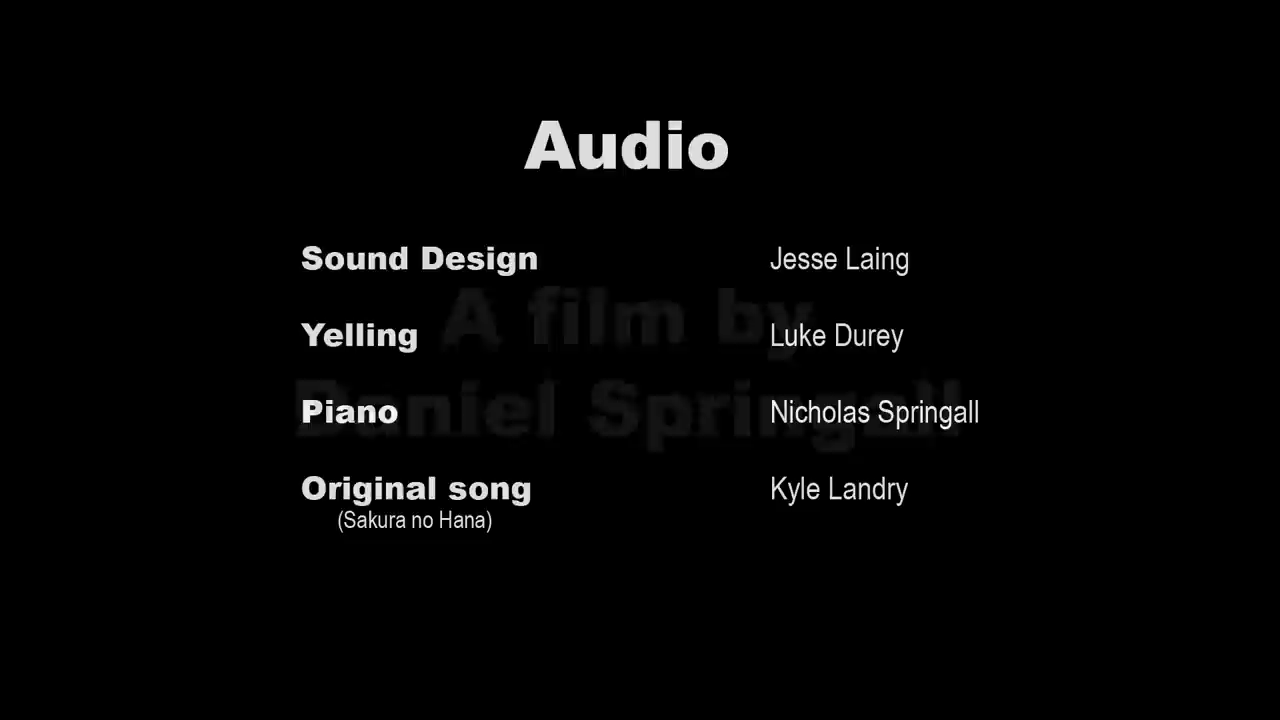 Audio
Sound Design Jesse Laing
A film by
Yelling Luke Durey
Daniel Springall
Piano Nicholas Springall
Original song Kyle Landry
(Sakura no Hana)